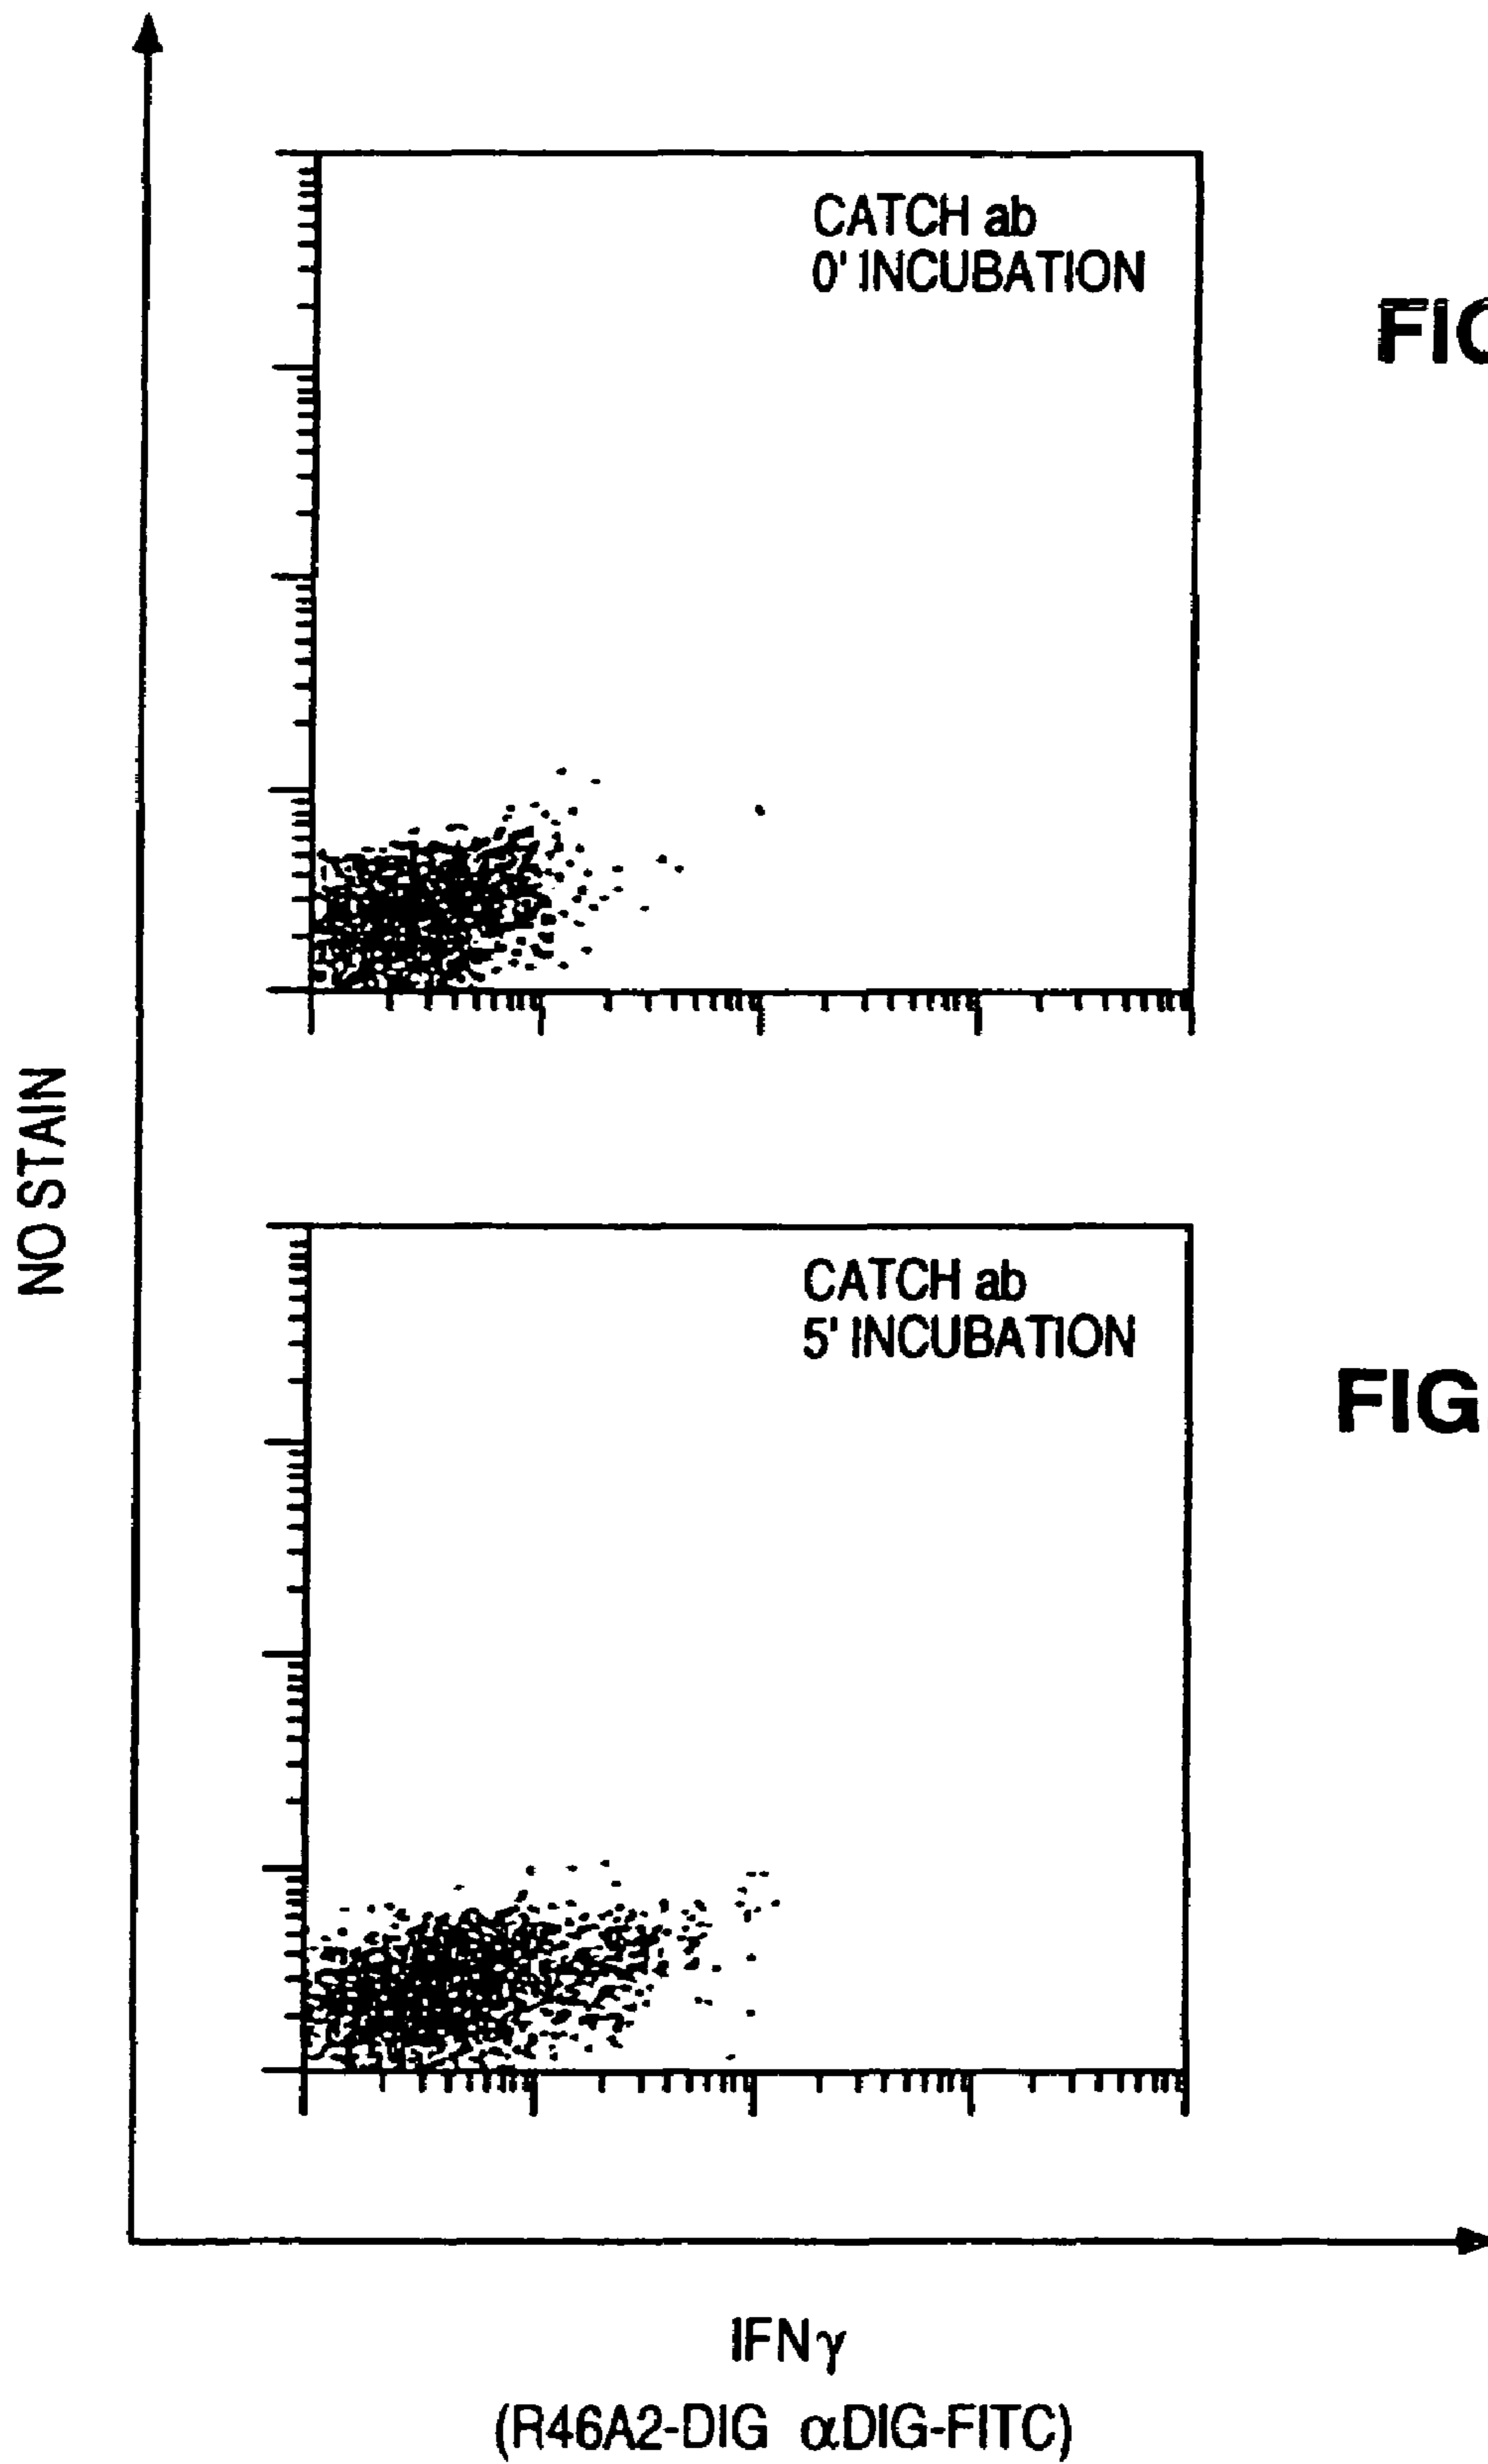 CATCH ab
0' INCUBATION
FIG
NO STAIN
CATCH ab
5' INCUBATION
FIG.
IFNγ
(R46A2-DIG αDIG-FITC)